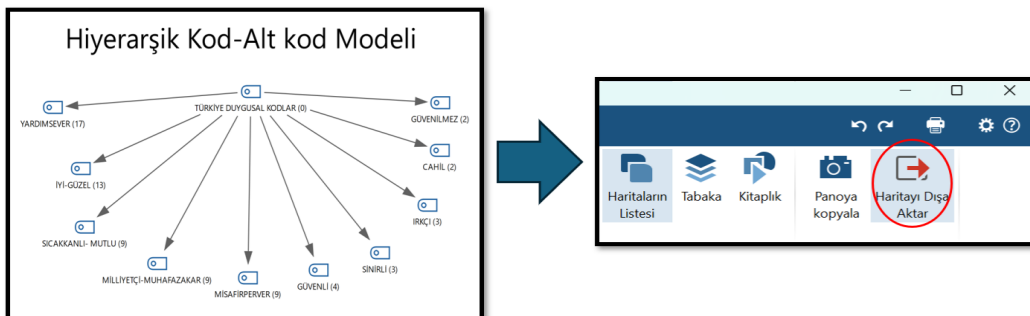 Hiyerarşik Kod-Alt kod Modeli
TÜRKİYE DUYGUSAL KODLAR (0)
YARDIMSEVER (17)
GÜVENİLMEZ (2)
İYİ-GÜZEL (13)
CAHİL (2)
SICAKKANLI- MUTLU (9)
IRKÇI (3)
MİLLİYETÇİ-MUHAFAZAKAR (9)
MİSAFİRPERVER (9)
GÜVENLİ (4)
SİNİRLİ (3)
Haritaların
Listesi
Tabaka
Kitaplık
Panoya
kopyala
Haritayı Dışa
Aktar